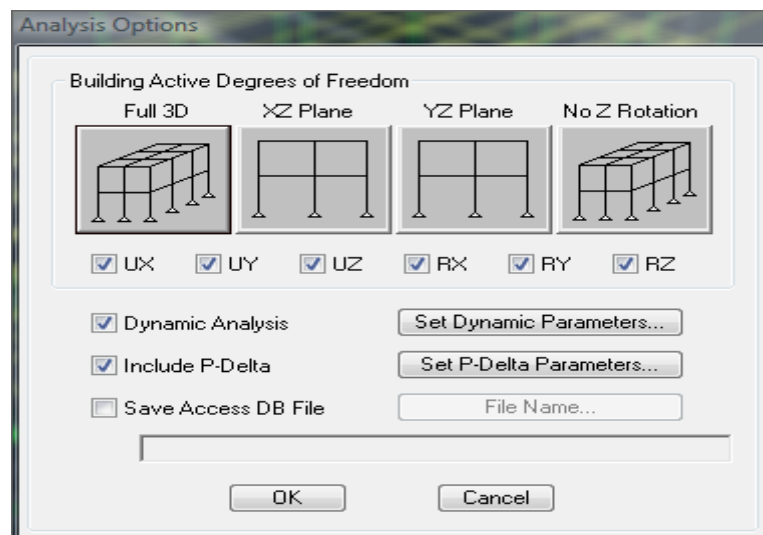 Analysis Options
Building Active Degrees of Freedom
Full 3D XZ Plane YZ Plane No Z Rotation
UX UY UZ RX RY RZ
Dynamic Analysis Set Dynamic Parameters...
Include P-Delta Set P-Delta Parameters...
Save Access DB File File Name...
OK Cancel